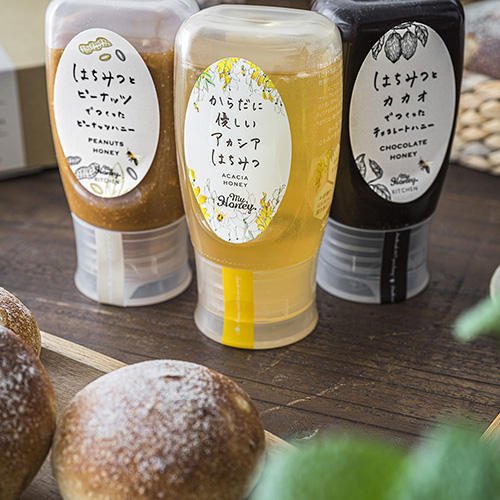 はちみつと
ピーナッツ
でつくった
ピーナッツハニー
PEANUTS
HONEY
My
Honey
KITCHEN
からだに
優しい
アカシア
はちみつ
ACACIA
HONEY
My
Honey
はちみつと
カカオ
でつくった
チョコレートハニー
CHOCOLATE
HONEY
My
Honey
KITCHEN